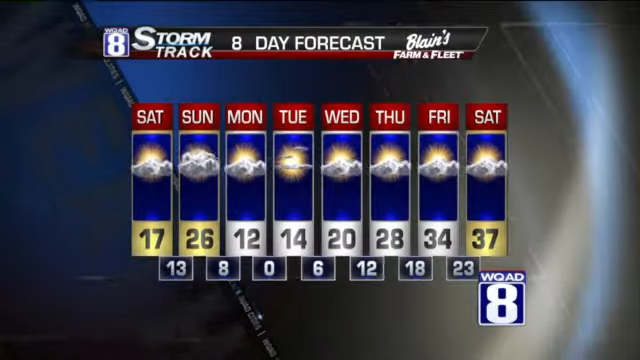 WQAD
8
STORM
TRACK
8 DAY FORECAST
Blain's
FARM & FLEET
SAT SUN MON TUE WED THU FRI SAT
17 26 12 14 20 28 34 37
13 8 0 6 12 18 23
WQAD
8